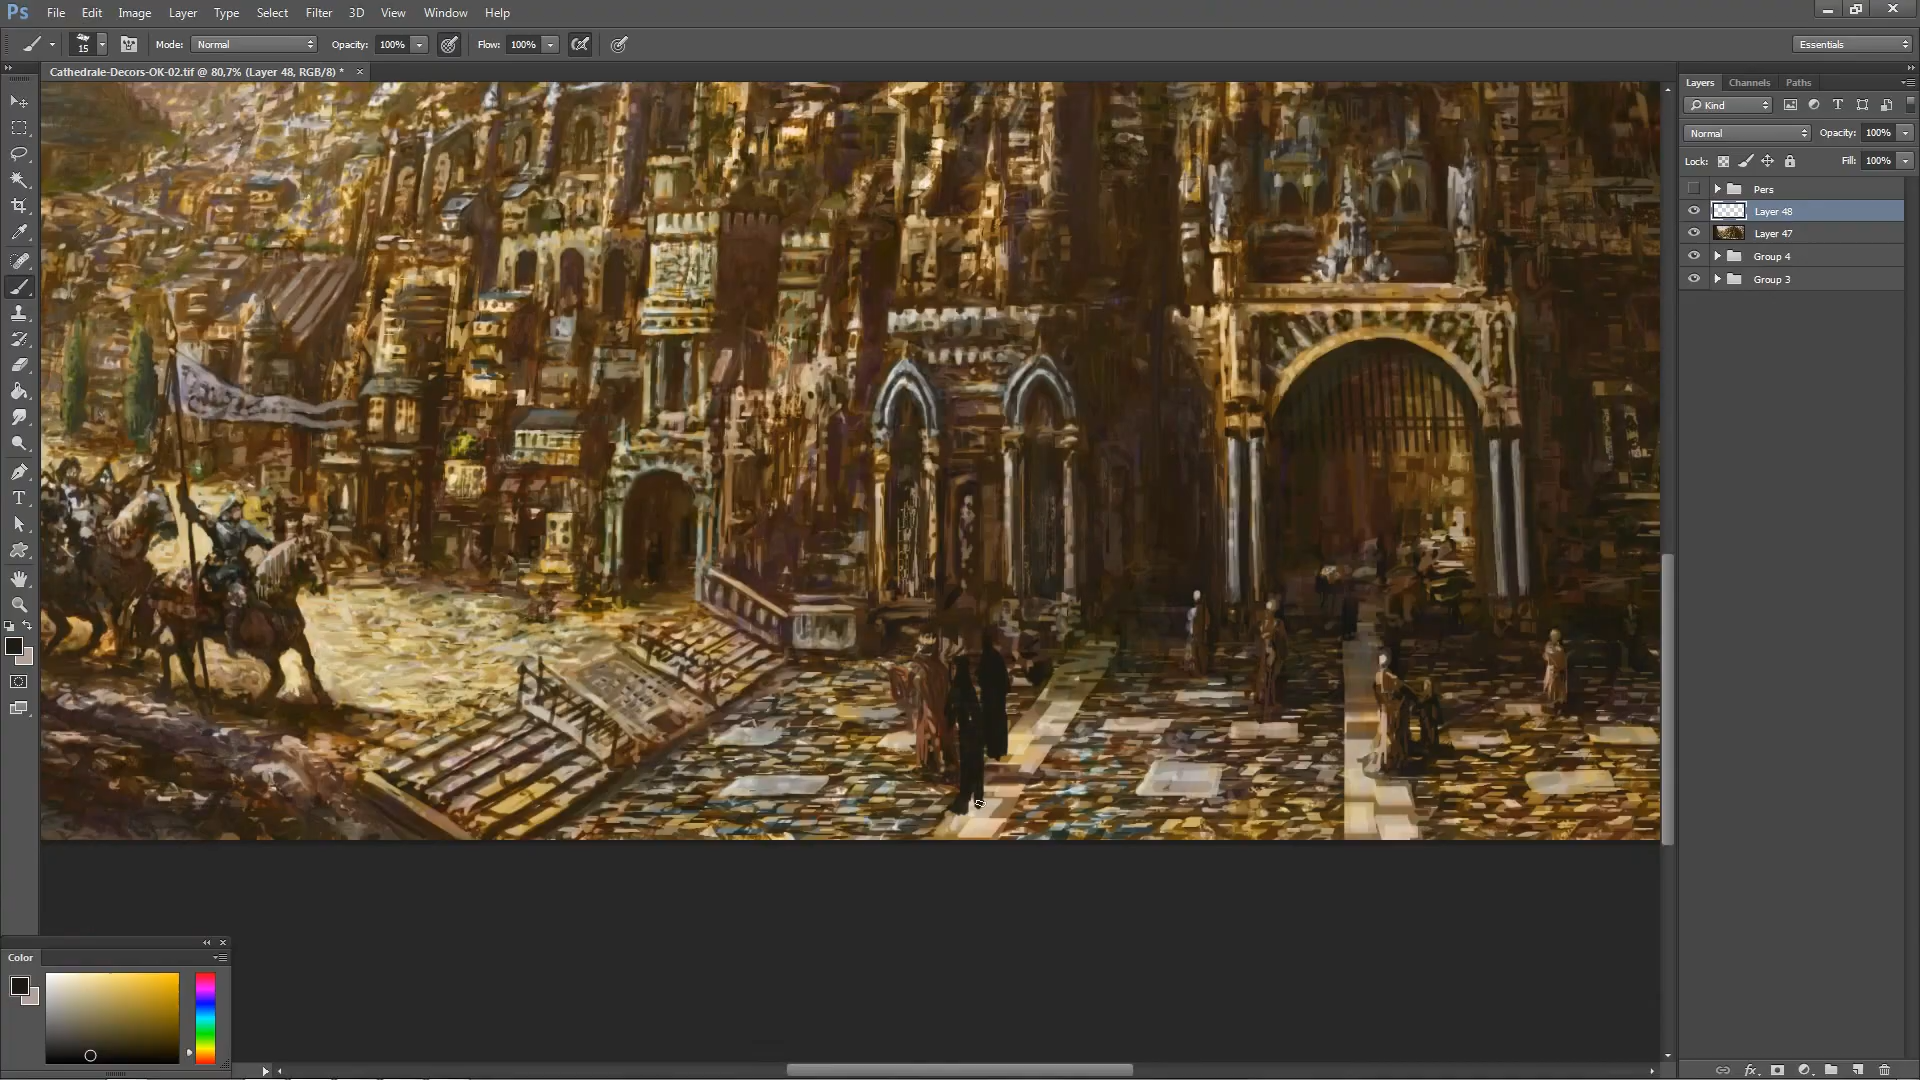 Ps File Edit Image Layer Type Select Filter 3D View Window Help
15 Mode: Normal Opacity: 100% Flow: 100% Essentials
Cathedrale-Decors-OK-02.tif @ 80,7% (Layer 48, RGB/8) *
Layers Channels Paths
Kind
Normal Opacity: 100%
Lock: Fill: 100%
Pers
Layer 48
Layer 47
Group 4
Group 3
Color